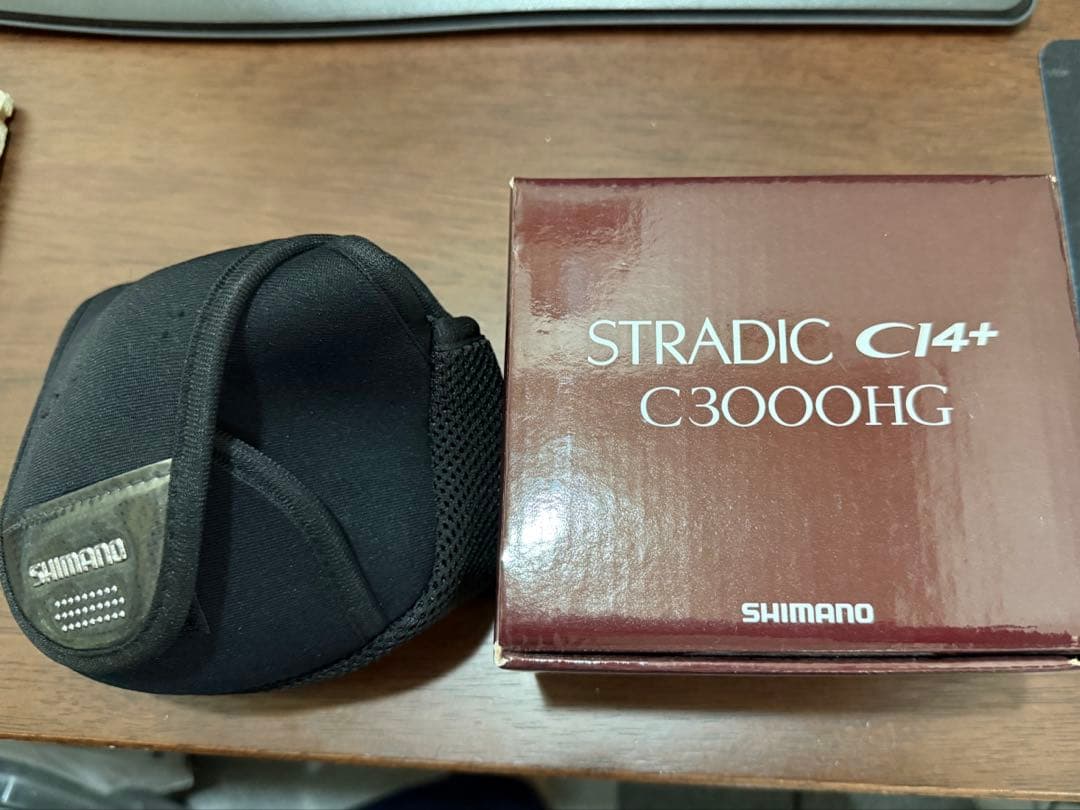 SHIMANO
STRADIC CI4+
C3000HG
SHIMANO